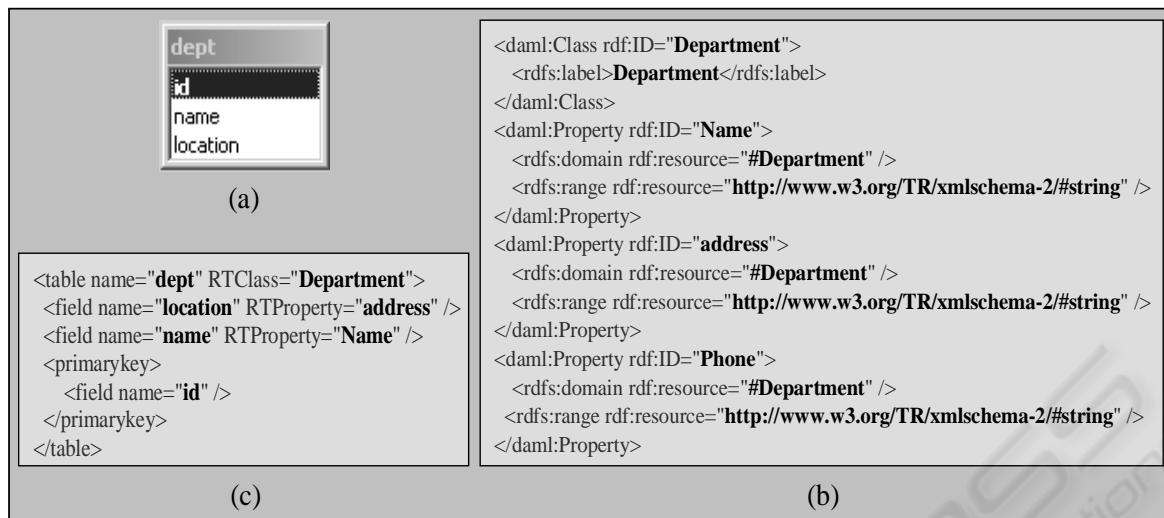 dept
id
name
location
(a)
<daml:Class rdf:ID="Department">
<rdfs:label>Department</rdfs:label>
</daml:Class>
<daml:Property rdf:ID="Name">
<rdfs:domain rdf:resource="#Department" />
<rdfs:range rdf:resource="http://www.w3.org/TR/xmlschema-2/#string" />
</daml:Property>
<daml:Property rdf:ID="address">
<rdfs:domain rdf:resource="#Department" />
<rdfs:range rdf:resource="http://www.w3.org/TR/xmlschema-2/#string" />
</daml:Property>
<daml:Property rdf:ID="Phone">
<rdfs:domain rdf:resource="#Department" />
<rdfs:range rdf:resource="http://www.w3.org/TR/xmlschema-2/#string" />
</daml:Property>
(b)
<table name="dept" RTClass="Department">
<field name="location" RTProperty="address" />
<field name="name" RTProperty="Name" />
<primarykey>
<field name="id" />
</primarykey>
</table>
(c)